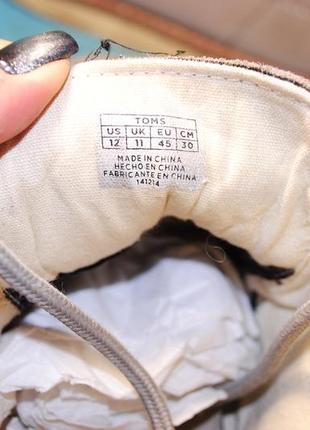 TOMS
US UK EU CM
12 11 45 30
MADE IN CHINA
HECHO EN CHINA
FABRICANTE EN CHINA
141214